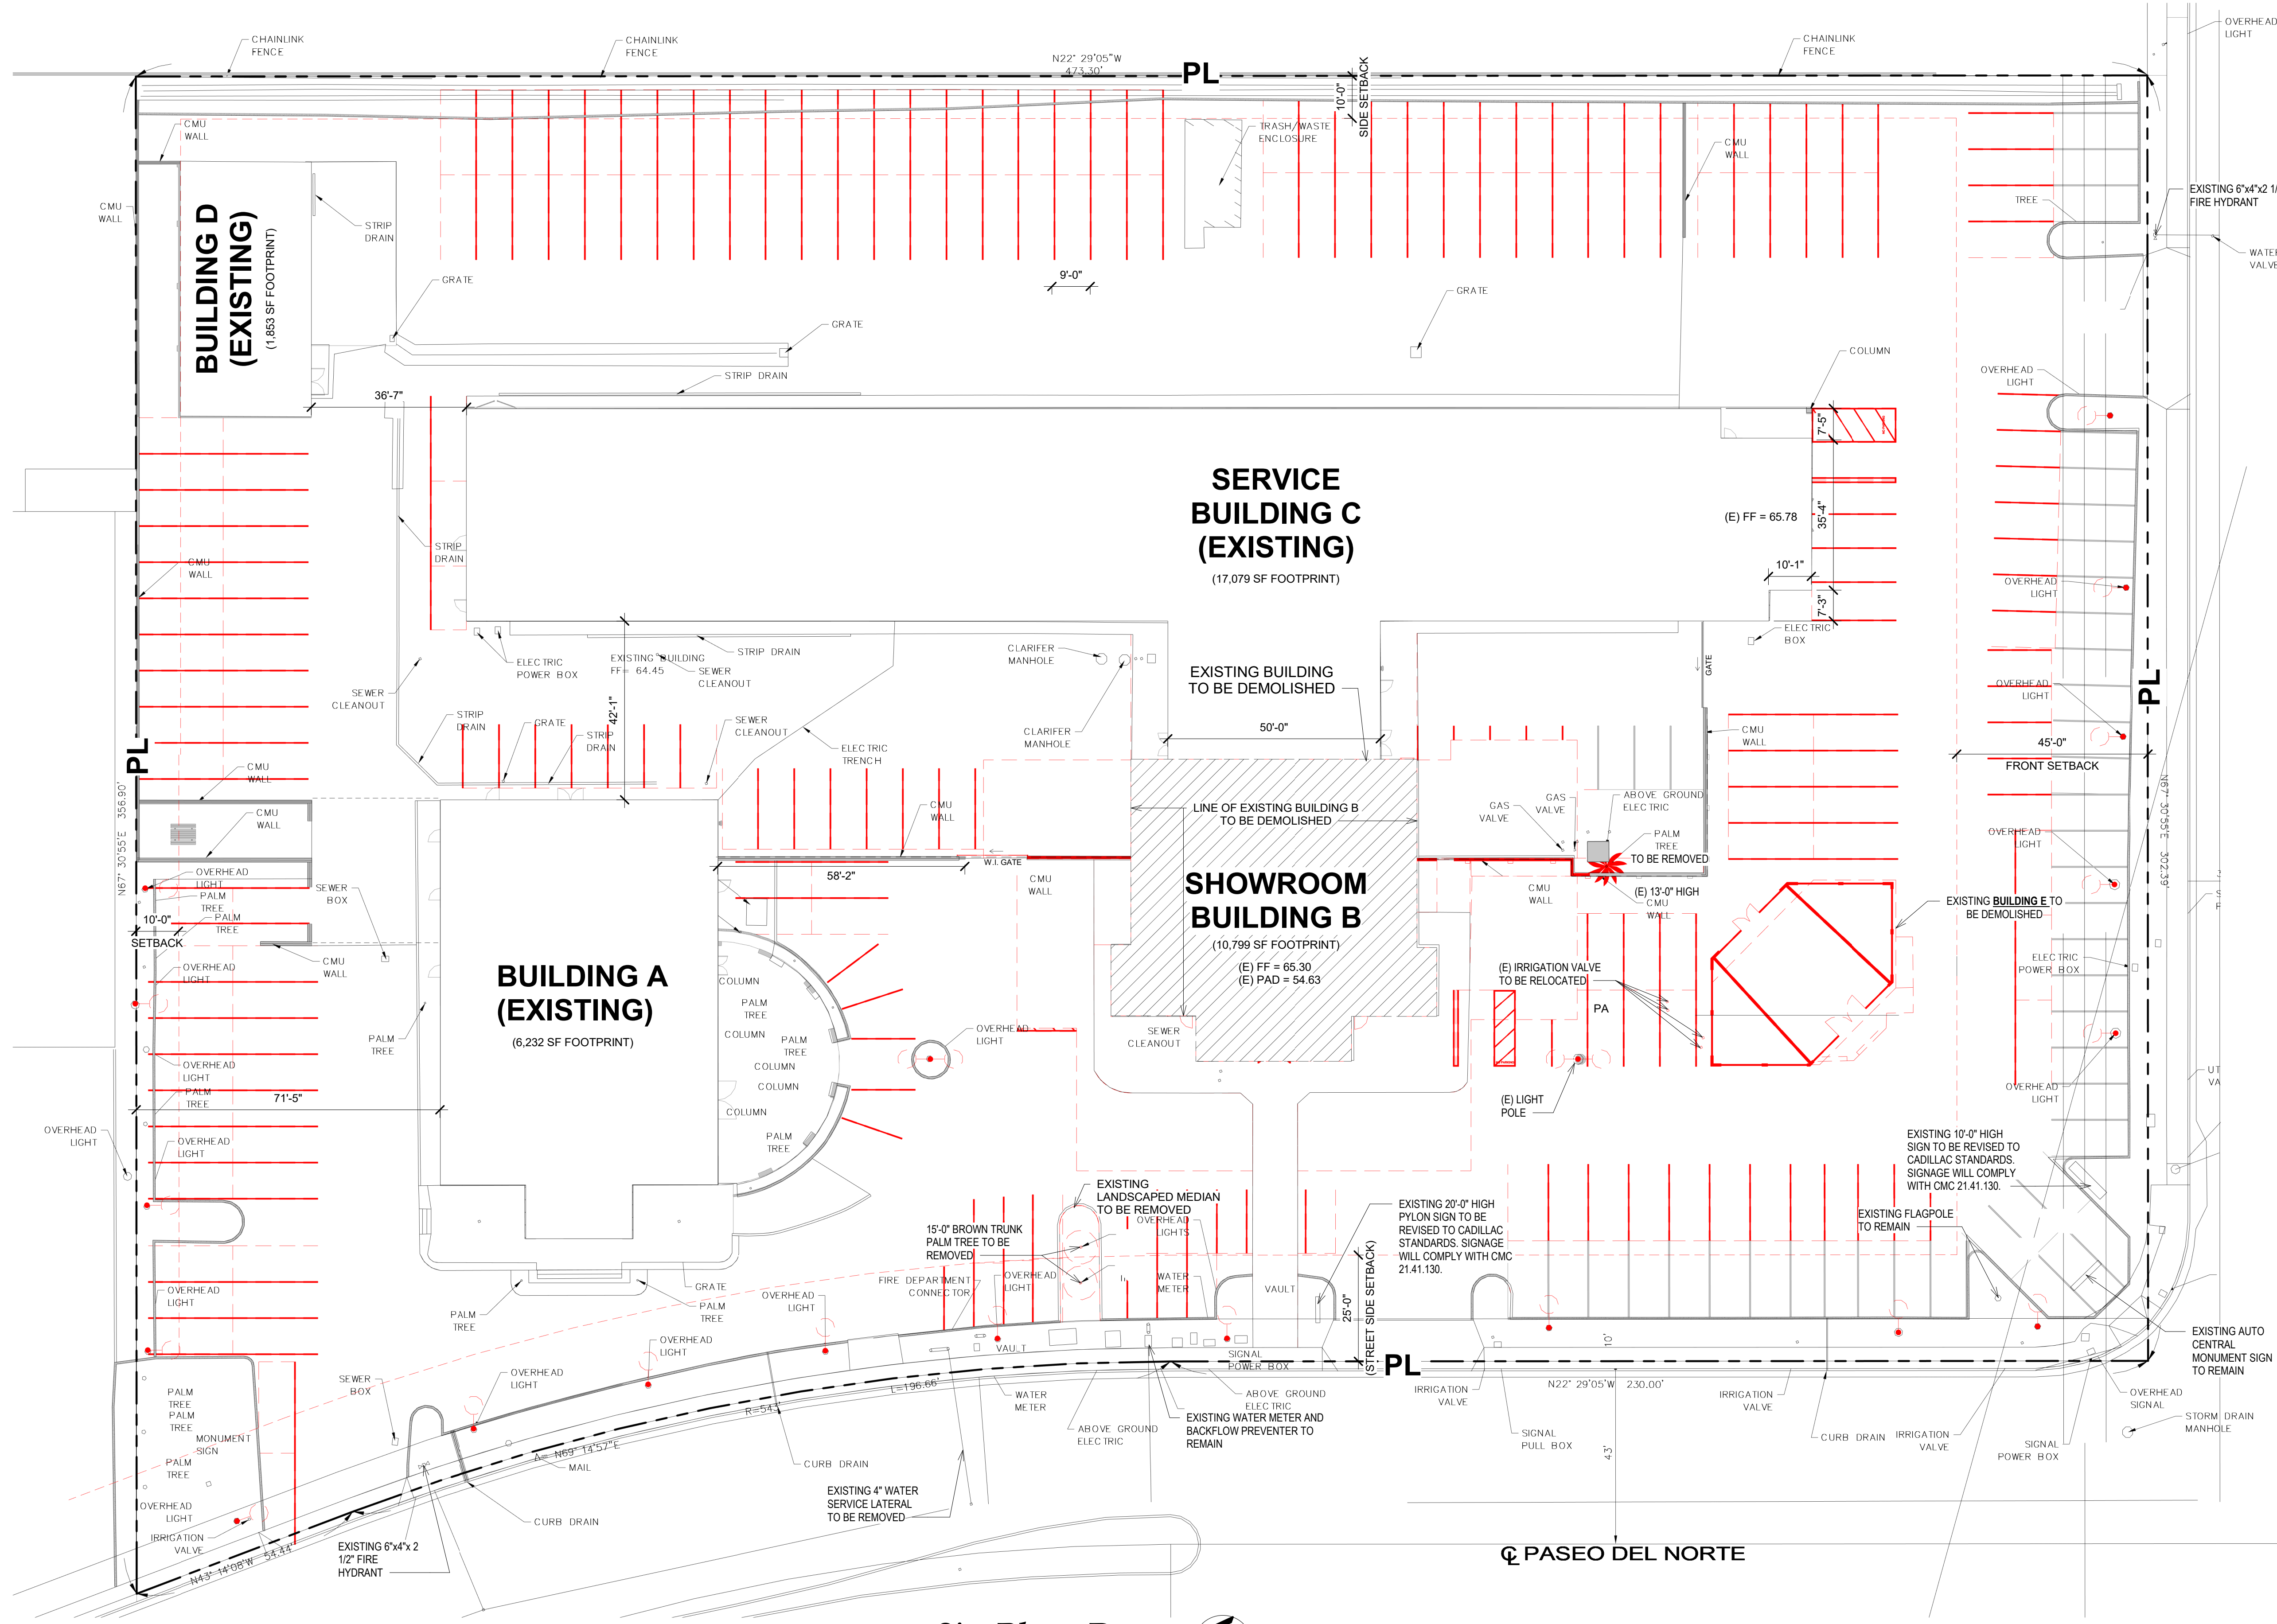 OVERHEAD
LIGHT
CHAINLINK
FENCE
CHAINLINK
FENCE
N22° 29'05"W
473.30'
PL
10'-0"
SIDE SETBACK
CHAINLINK
FENCE
CMU
WALL
TRASH/WASTE
ENCLOSURE
CMU
WALL
CMU
WALL
BUILDING D
(EXISTING)
(1,853 SF FOOTPRINT)
STRIP
DRAIN
TREE
FIRE HYDRANT
GRATE
9'-0"
GRATE
GRATE
COLUMN
STRIP DRAIN
36'-7"
OVERHEAD
LIGHT
7'-5"
SERVICE
BUILDING C
(EXISTING)
(17,079 SF FOOTPRINT)
(E) FF = 65.78
35'-4"
10'-1"
7'-3"
STRIP
DRAIN
CMU
WALL
OVERHEAD
LIGHT
ELECTRIC
BOX
ELECTRIC
POWER BOX
EXISTING BUILDING
FF= 64.45
STRIP DRAIN
SEWER
CLEANOUT
CLARIFER
MANHOLE
EXISTING BUILDING
TO BE DEMOLISHED
GATE
SEWER
CLEANOUT
OVERHEAD
LIGHT
PL
STRIP
DRAIN
GRATE
STRIP
DRAIN
42'-1"
SEWER
CLEANOUT
CLARIFER
MANHOLE
50'-0"
CMU
WALL
45'-0"
FRONT SETBACK
ELECTRIC
TRENCH
PL
CMU
WALL
N67° 30'55"E 356.90'
N67° 30'55"E 302.39'
CMU
WALL
CMU
WALL
LINE OF EXISTING BUILDING B
TO BE DEMOLISHED
GAS
VALVE
GAS
VALVE
ABOVE GROUND
ELECTRIC
PALM
TREE
TO BE REMOVED
OVERHEAD
LIGHT
W.I. GATE
58'-2"
CMU
WALL
OVERHEAD
LIGHT
PALM
TREE
PALM
TREE
SEWER
BOX
10'-0"
SETBACK
SHOWROOM
BUILDING B
(10,799 SF FOOTPRINT)
(E) FF = 65.30
(E) PAD = 54.63
CMU
WALL
(E) 13'-0" HIGH
CMU
WALL
EXISTING BUILDING E TO
BE DEMOLISHED
CMU
WALL
OVERHEAD
LIGHT
BUILDING A
(EXISTING)
(6,232 SF FOOTPRINT)
COLUMN
PALM
TREE
PALM
TREE
COLUMN
PALM
TREE
COLUMN
COLUMN
COLUMN
PALM
TREE
OVERHEAD
LIGHT
SEWER
CLEANOUT
(E) IRRIGATION VALVE
TO BE RELOCATED
PA
ELECTRIC
POWER BOX
PALM
TREE
OVERHEAD
LIGHT
PALM
TREE
71'-5"
(E) LIGHT
POLE
OVERHEAD
LIGHT
OVERHEAD
LIGHT
OVERHEAD
LIGHT
EXISTING 10'-0" HIGH
SIGN TO BE REVISED TO
CADILLAC STANDARDS.
SIGNAGE WILL COMPLY
WITH CMC 21.41.130.
EXISTING
LANDSCAPED MEDIAN
TO BE REMOVED
OVERHEAD
LIGHTS
15'-0" BROWN TRUNK
PALM TREE TO BE
REMOVED
EXISTING 20'-0" HIGH
PYLON SIGN TO BE
REVISED TO CADILLAC
STANDARDS. SIGNAGE
WILL COMPLY WITH CMC
21.41.130.
EXISTING FLAGPOLE
TO REMAIN
OVERHEAD
LIGHT
GRATE
PALM
TREE
PALM
TREE
OVERHEAD
LIGHT
FIRE DEPARTMENT
CONNECTOR
OVERHEAD
LIGHT
WATER
METER
VAULT
25'-0"
(STREET SIDE SETBACK)
OVERHEAD
LIGHT
VAULT
SIGNAL
POWER BOX
PL
10'
EXISTING AUTO
CENTRAL
MONUMENT SIGN
TO REMAIN
SEWER
BOX
OVERHEAD
LIGHT
L=196.66'
WATER
METER
ABOVE GROUND
ELECTRIC
IRRIGATION
VALVE
N22° 29'05"W 230.00'
IRRIGATION
VALVE
OVERHEAD
SIGNAL
PALM
TREE
PALM
TREE
MONUMENT
SIGN
PALM
TREE
R=543'
Δ= N69° 14'57"E
MAIL
ABOVE GROUND
ELECTRIC
EXISTING WATER METER AND
BACKFLOW PREVENTER TO
REMAIN
SIGNAL
PULL BOX
43'
CURB DRAIN
IRRIGATION
VALVE
SIGNAL
POWER BOX
STORM DRAIN
MANHOLE
CURB DRAIN
EXISTING 4" WATER
SERVICE LATERAL
TO BE REMOVED
OVERHEAD
LIGHT
IRRIGATION
VALVE
CURB DRAIN
N43° 14'08"W 54.44'
EXISTING 6"x4"x 2
1/2" FIRE
HYDRANT
℄ PASEO DEL NORTE